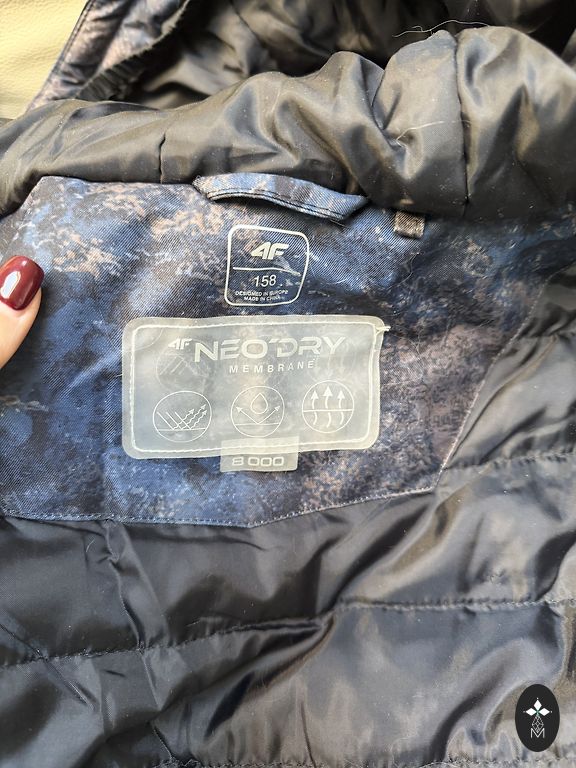 4F
158
DESIGNED IN EUROPE
MADE IN CHINA
4F NEO'DRY
MEMBRANE
8 000
M